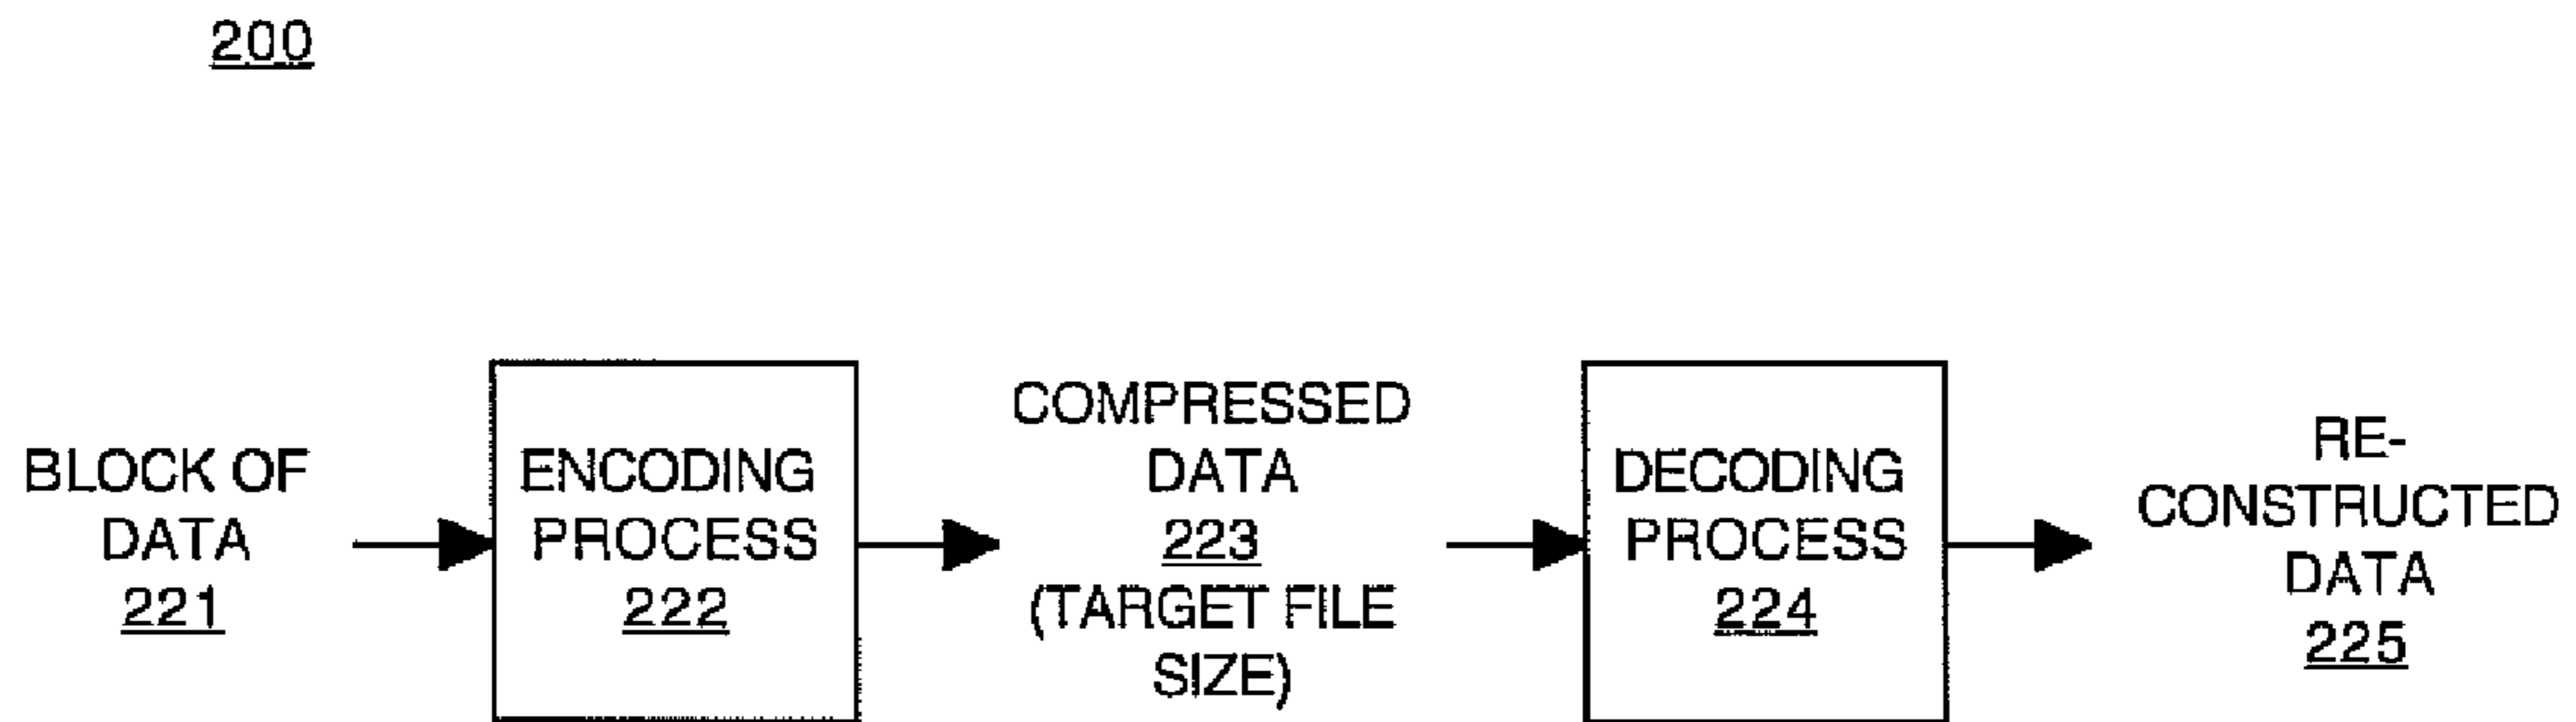 200
BLOCK OF
DATA
221
ENCODING
PROCESS
222
COMPRESSED
DATA
223
(TARGET FILE
SIZE)
DECODING
PROCESS
224
RE-
CONSTRUCTED
DATA
225